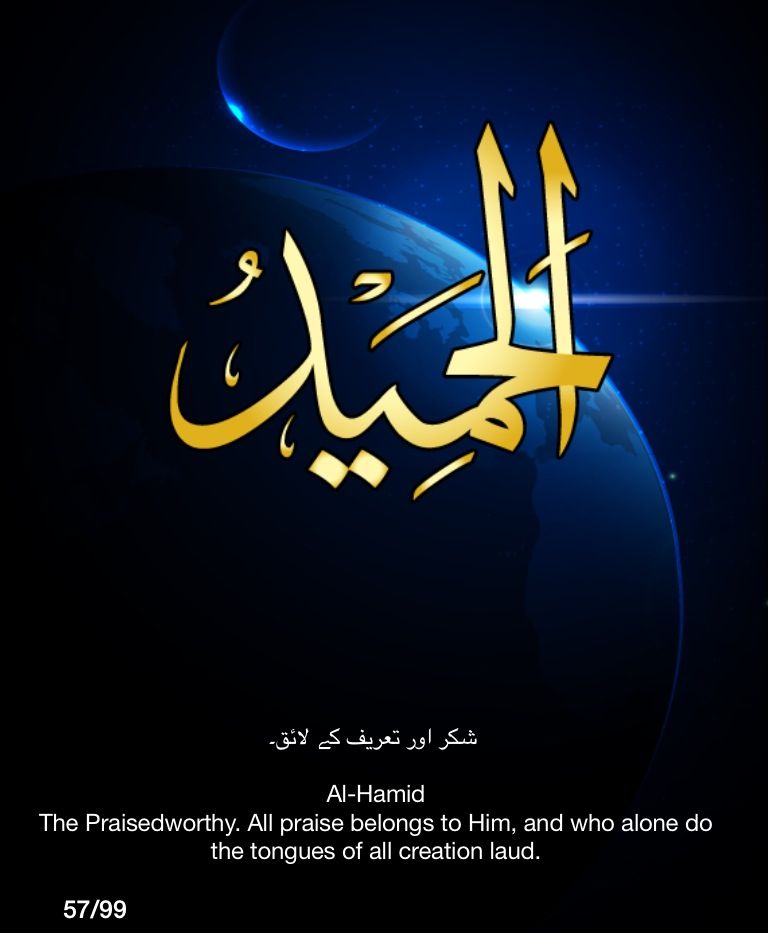 الحَمِيْدُ
شکر اور تعریف کے لائق۔
Al-Hamid
The Praisedworthy. All praise belongs to Him, and who alone do
the tongues of all creation laud.
57/99